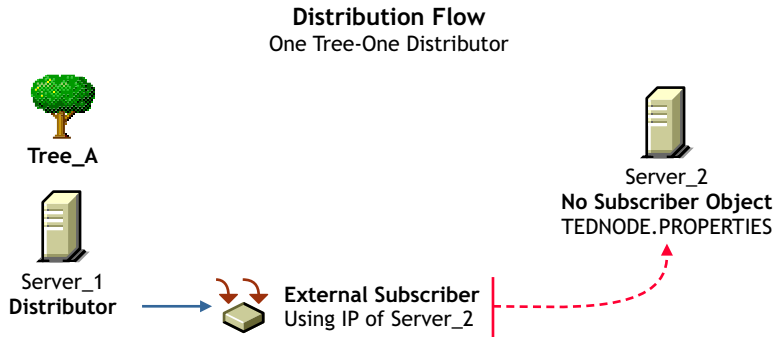 Distribution Flow
One Tree-One Distributor
Tree_A
Server_2
No Subscriber Object
TEDNODE.PROPERTIES
Server_1
Distributor
External Subscriber
Using IP of Server_2